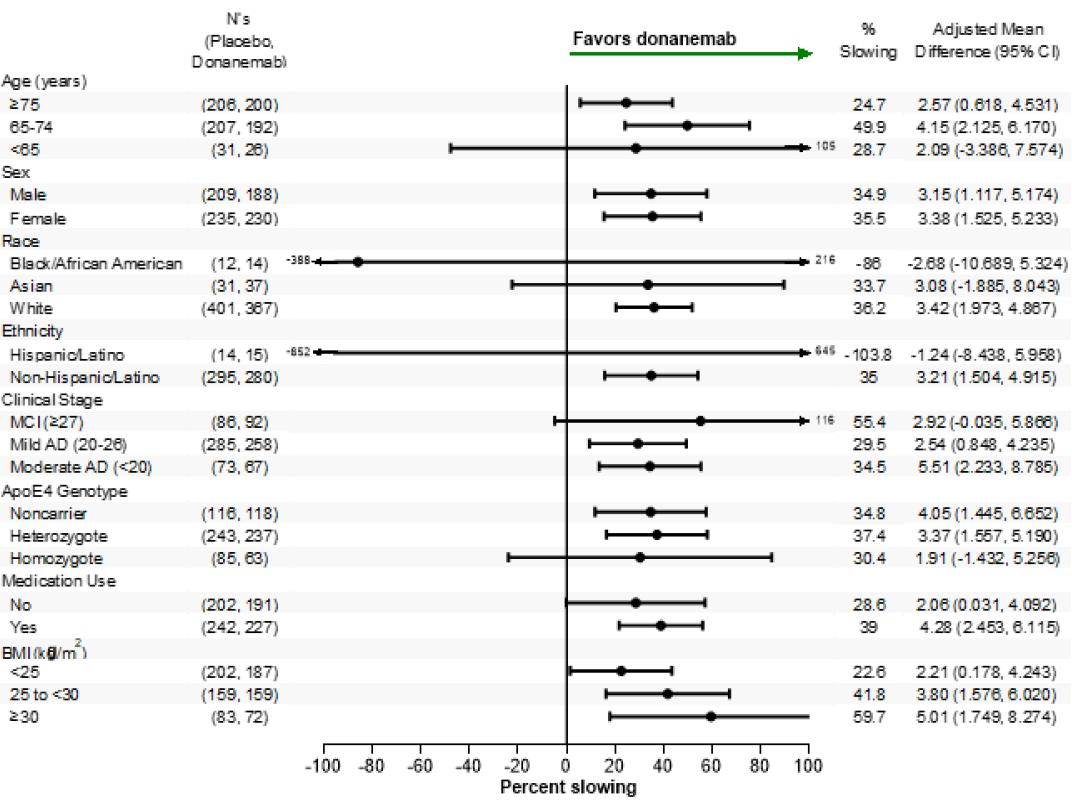 N's
(Placebo,
Donanemab)
Favors donanemab
%
Slowing
Adjusted Mean
Difference (95% CI)
Age (years)
≥75 (206, 200) 24.7 2.57 (0.618, 4.531)
65-74 (207, 192) 49.9 4.15 (2.125, 6.170)
<65 (31, 26) 105 28.7 2.09 (-3.386, 7.574)
Sex
Male (209, 188) 34.9 3.15 (1.117, 5.174)
Female (235, 230) 35.5 3.38 (1.525, 5.233)
Race
Black/African American (12, 14) -388 216 -86 -2.68 (-10.689, 5.324)
Asian (31, 37) 33.7 3.08 (-1.885, 8.043)
White (401, 367) 36.2 3.42 (1.973, 4.867)
Ethnicity
Hispanic/Latino (14, 15) -852 645 -103.8 -1.24 (-8.438, 5.958)
Non-Hispanic/Latino (295, 280) 35 3.21 (1.504, 4.915)
Clinical Stage
MCI (≥27) (86, 92) 116 55.4 2.92 (-0.035, 5.866)
Mild AD (20-26) (285, 258) 29.5 2.54 (0.848, 4.235)
Moderate AD (<20) (73, 67) 34.5 5.51 (2.233, 8.785)
ApoE4 Genotype
Noncarrier (116, 118) 34.8 4.05 (1.445, 6.652)
Heterozygote (243, 237) 37.4 3.37 (1.557, 5.190)
Homozygote (85, 63) 30.4 1.91 (-1.432, 5.256)
Medication Use
No (202, 191) 28.6 2.06 (0.031, 4.092)
Yes (242, 227) 39 4.28 (2.453, 6.115)
BMI (kg/m²)
<25 (202, 187) 22.6 2.21 (0.178, 4.243)
25 to <30 (159, 159) 41.8 3.80 (1.576, 6.020)
≥30 (83, 72) 59.7 5.01 (1.749, 8.274)
-100 -80 -60 -40 -20 0 20 40 60 80 100
Percent slowing